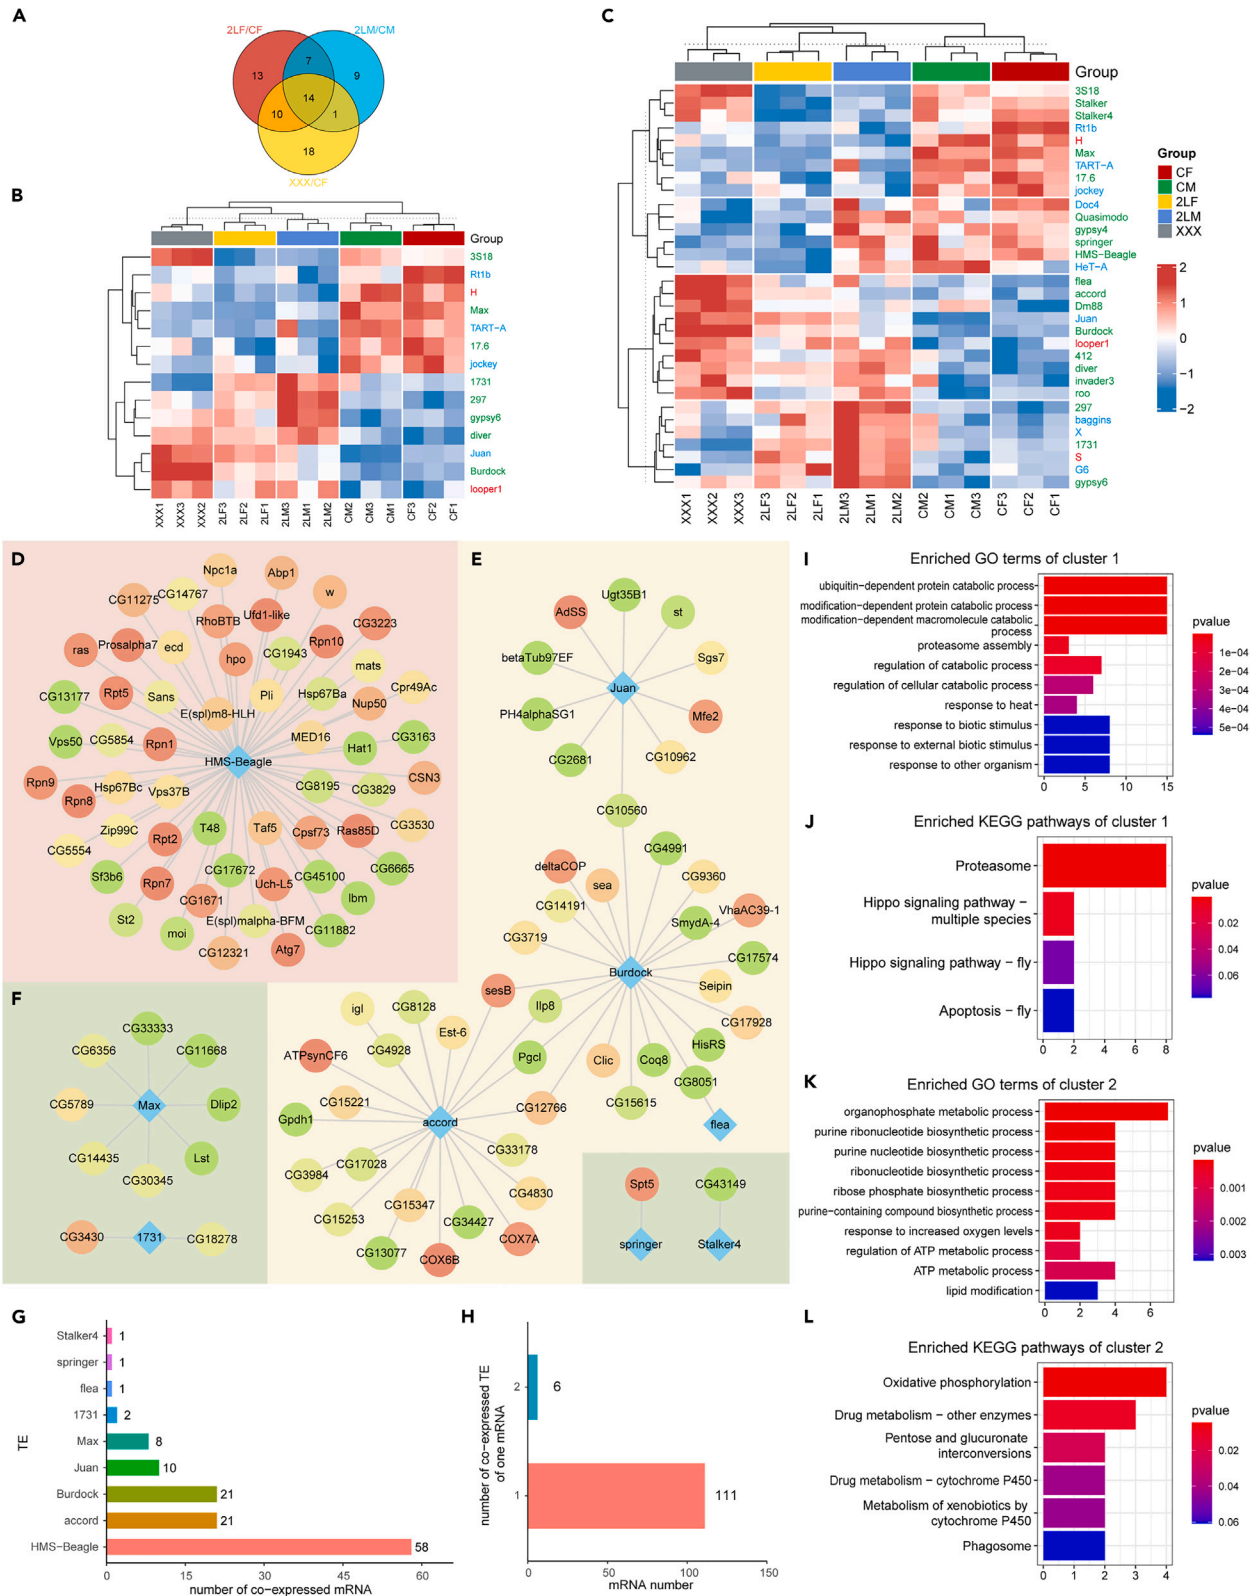 A
2LF/CF
2LM/CM
13
7
9
14
10
1
18
XXX/CF
B
Group
3S18
Rt1b
H
Max
TART-A
17.6
jockey
1731
297
gypsy6
diver
Juan
Burdock
looper1
XXX1
XXX3
XXX2
2LF3
2LF2
2LF1
2LM3
2LM1
2LM2
CM2
CM3
CM1
CF3
CF2
CF1
C
Group
3S18
Stalker
Stalker4
Rt1b
H
Max
TART-A
17.6
jockey
Doc4
Quasimodo
gypsy4
springer
HMS-Beagle
HeT-A
flea
accord
Dm88
Juan
Burdock
looper1
412
diver
invader3
roo
297
baggins
X
1731
S
G6
gypsy6
XXX1
XXX2
XXX3
2LF3
2LF2
2LF1
2LM3
2LM1
2LM2
CM2
CM1
CM3
CF3
CF2
CF1
Group
CF
CM
2LF
2LM
XXX
2
1
0
-1
-2
D
Npc1a
Abp1
CG11275
CG14767
w
RhoBTB
Ufd1-like
CG3223
ras
Prosalpha7
ecd
hpo
CG1943
Rpn10
mats
CG13177
Rpt5
Sans
Pli
Hsp67Ba
Cpr49Ac
Nup50
E(spl)m8-HLH
Vps50
CG5854
Rpn1
MED16
Hat1
CG3163
HMS-Beagle
Rpn9
Rpn8
Hsp67Bc
Vps37B
CG8195
CG3829
CSN3
Zip99C
T48
Taf5
Cpsf73
Ras85D
CG3530
CG5554
Rpt2
Sf3b6
Rpn7
CG17672
Uch-L5
CG45100
CG6665
CG1671
lbm
St2
moi
E(spl)malpha-BFM
CG11882
CG12321
Atg7
E
Ugt35B1
AdSS
st
betaTub97EF
Sgs7
Juan
PH4alphaSG1
Mfe2
CG2681
CG10962
CG10560
CG4991
deltaCOP
sea
CG9360
CG14191
SmydA-4
VhaAC39-1
CG3719
CG17574
Burdock
sesB
Seipin
Ilp8
CG17928
igl
CG8128
Est-6
ATPsynCF6
CG4928
Pgcl
Clic
Coq8
HisRS
CG8051
CG15221
CG12766
CG15615
Gpdh1
accord
flea
CG33178
CG3984
CG17028
CG4830
CG15253
CG15347
CG34427
COX7A
CG13077
COX6B
Spt5
CG43149
springer
Stalker4
F
CG33333
CG6356
CG11668
CG5789
Max
Dlip2
CG14435
Lst
CG30345
CG3430
1731
CG18278
G
TE
Stalker4
1
springer
1
flea
1
1731
2
Max
8
Juan
10
Burdock
21
accord
21
HMS-Beagle
58
0
15
30
45
60
number of co-expressed mRNA
H
number of co-expressed TE
of one mRNA
2
6
1
111
0
50
100
150
mRNA number
I
Enriched GO terms of cluster 1
ubiquitin-dependent protein catabolic process
modification-dependent protein catabolic process
modification-dependent macromolecule catabolic
process
proteasome assembly
regulation of catabolic process
regulation of cellular catabolic process
response to heat
response to biotic stimulus
response to external biotic stimulus
response to other organism
0
5
10
15
pvalue
1e-04
2e-04
3e-04
4e-04
5e-04
J
Enriched KEGG pathways of cluster 1
Proteasome
Hippo signaling pathway -
multiple species
Hippo signaling pathway - fly
Apoptosis - fly
0
2
4
6
8
pvalue
0.02
0.04
0.06
K
Enriched GO terms of cluster 2
organophosphate metabolic process
purine ribonucleotide biosynthetic process
purine nucleotide biosynthetic process
ribonucleotide biosynthetic process
ribose phosphate biosynthetic process
purine-containing compound biosynthetic process
response to increased oxygen levels
regulation of ATP metabolic process
ATP metabolic process
lipid modification
0
2
4
6
pvalue
0.001
0.002
0.003
L
Enriched KEGG pathways of cluster 2
Oxidative phosphorylation
Drug metabolism - other enzymes
Pentose and glucuronate
interconversions
Drug metabolism - cytochrome P450
Metabolism of xenobiotics by
cytochrome P450
Phagosome
0
1
2
3
4
pvalue
0.02
0.04
0.06